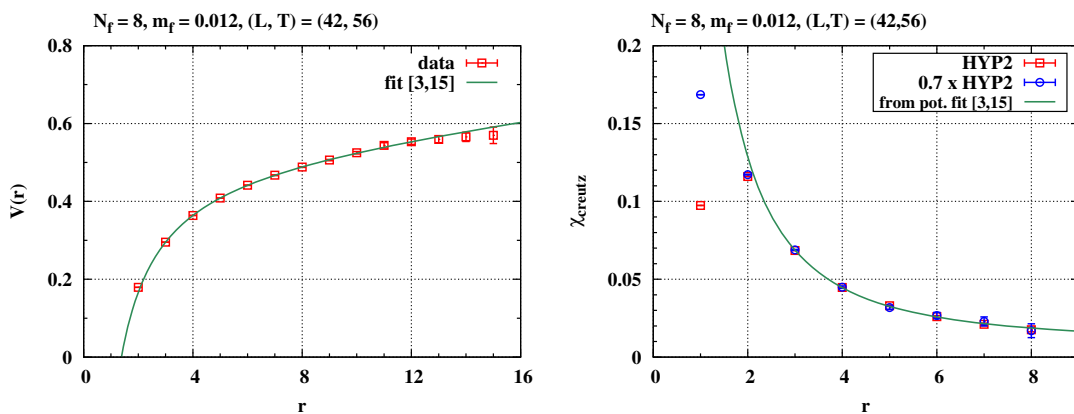 N_f = 8, m_f = 0.012, (L, T) = (42, 56)
0.8
0.6
0.4
0.2
0
V(r)
data
fit [3,15]
0 4 8 12 16
r
N_f = 8, m_f = 0.012, (L,T) = (42,56)
0.2
0.15
0.1
0.05
0
χ_creutz
HYP2
0.7 x HYP2
from pot. fit [3,15]
0 2 4 6 8
r